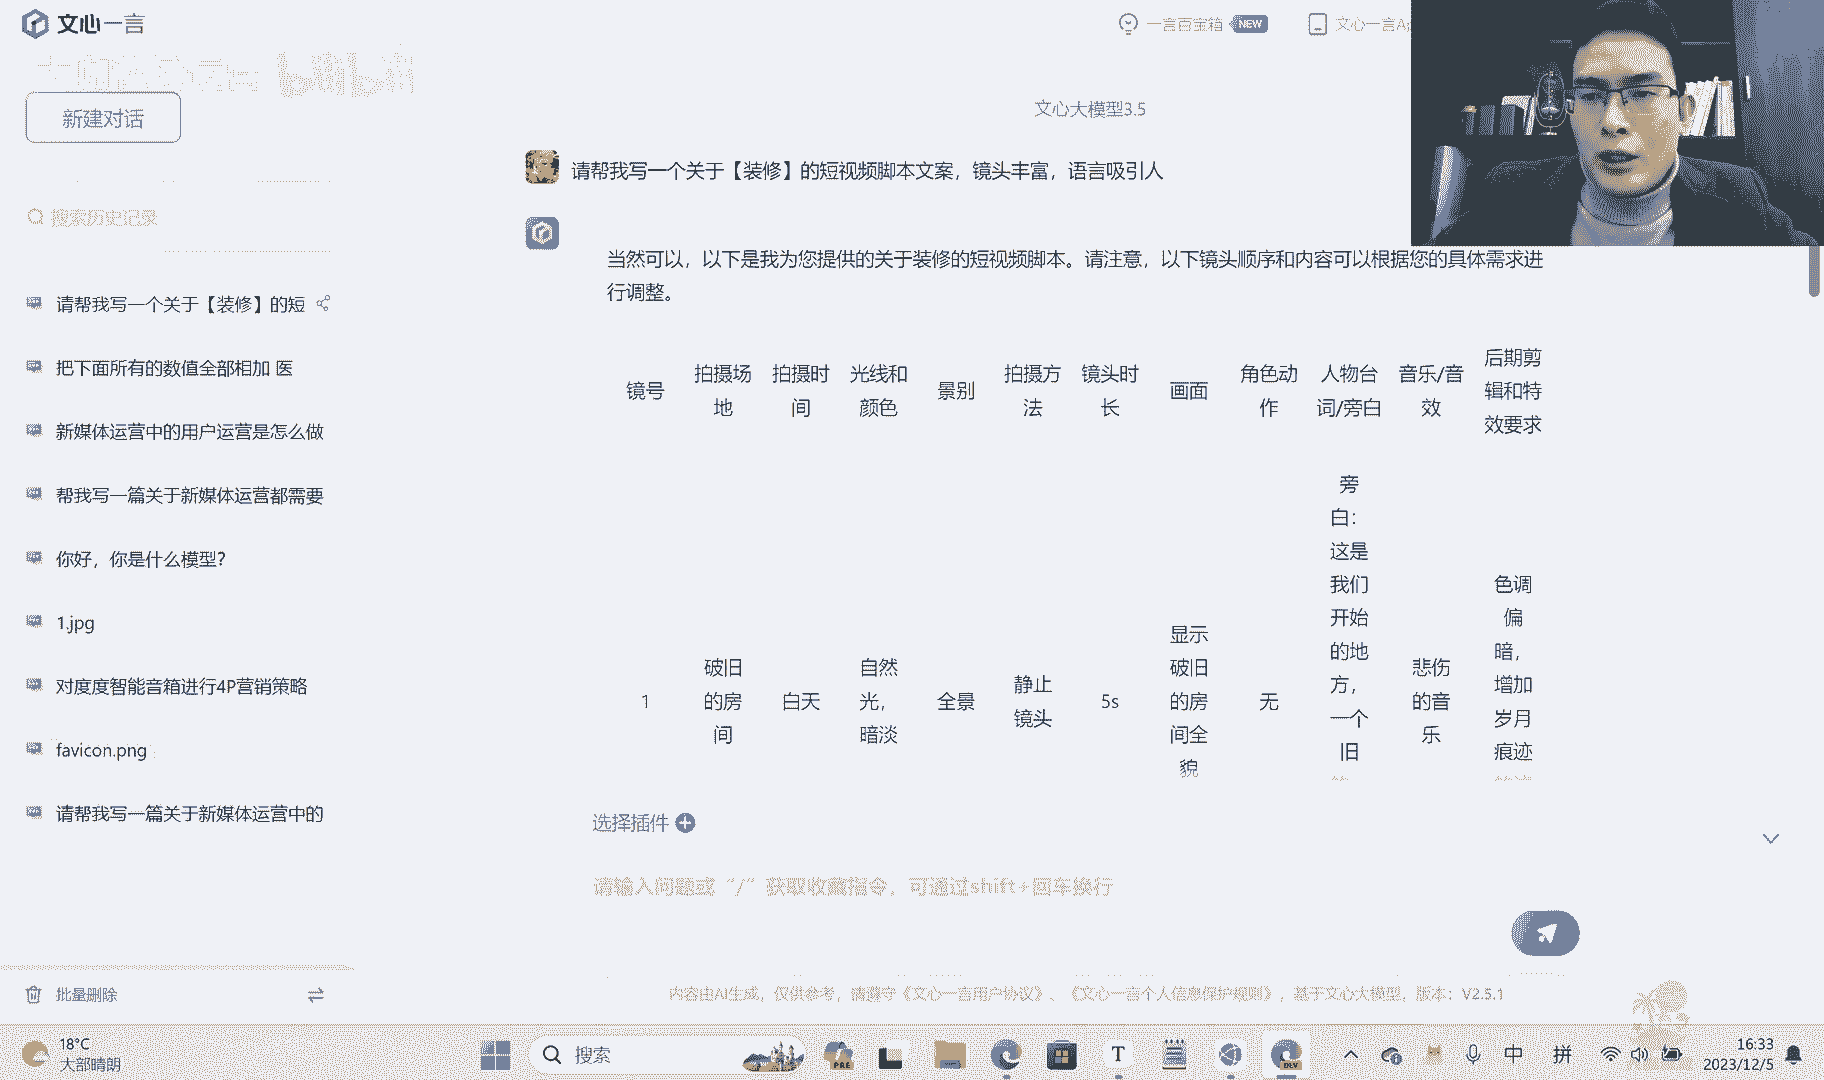 文心一言
一言百宝箱 NEW
文心一言A
bilibili
新建对话
文心大模型3.5
请帮我写一个关于【装修】的短视频脚本文案，镜头丰富，语言吸引人
搜索历史记录
当然可以，以下是我为您提供的关于装修的短视频脚本。请注意，以下镜头顺序和内容可以根据您的具体需求进
行调整。
请帮我写一个关于【装修】的短
把下面所有的数值全部相加 医
新媒体运营中的用户运营是怎么做
帮我写一篇关于新媒体运营都需要
你好，你是什么模型？
1.jpg
对度度智能音箱进行4P营销策略
favicon.png
请帮我写一篇关于新媒体运营中的
镜号
拍摄场
地
拍摄时
间
光线和
颜色
景别
拍摄方
法
镜头时
长
画面
角色动
作
人物台
词/旁白
音乐/音
效
后期剪
辑和特
效要求
1
破旧
的房
间
白天
自然
光，
暗淡
全景
静止
镜头
5s
显示
破旧
的房
间全
貌
无
旁
白：
这是
我们
开始
的地
方，
一个
旧
悲伤
的音
乐
色调
偏
暗，
增加
岁月
痕迹
选择插件
请输入问题或“/”获取收藏指令，可通过shift+回车换行
批量删除
内容由AI生成，仅供参考，请遵守《文心一言用户协议》、《文心一言个人信息保护规则》，基于文心大模型，版本：V2.5.1
18°C
大部晴朗
搜索
PRE
T
DEV
中
拼
16:33
2023/12/5